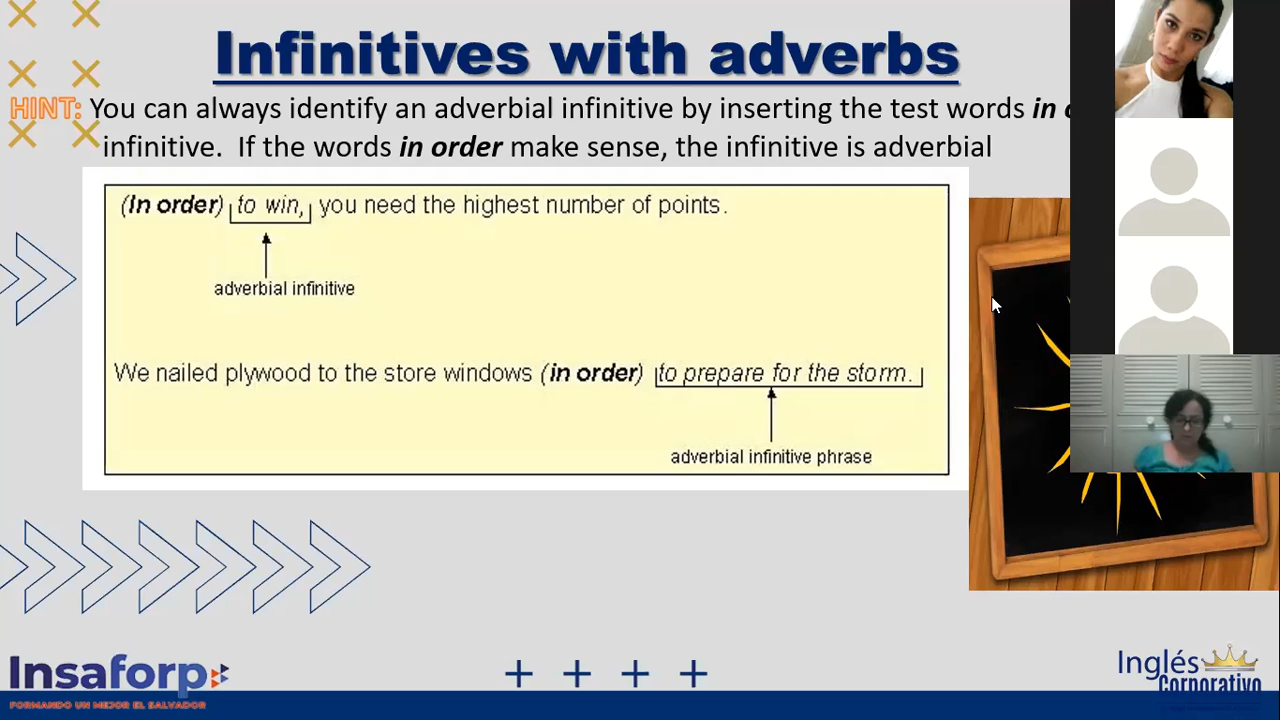 Infinitives with adverbs
HINT: You can always identify an adverbial infinitive by inserting the test words in
infinitive. If the words in order make sense, the infinitive is adverbial
(In order) to win, you need the highest number of points.
adverbial infinitive
We nailed plywood to the store windows (in order) to prepare for the storm.
adverbial infinitive phrase
Insaforp
FORMANDO UN MEJOR EL SALVADOR
Inglés
Corporativo